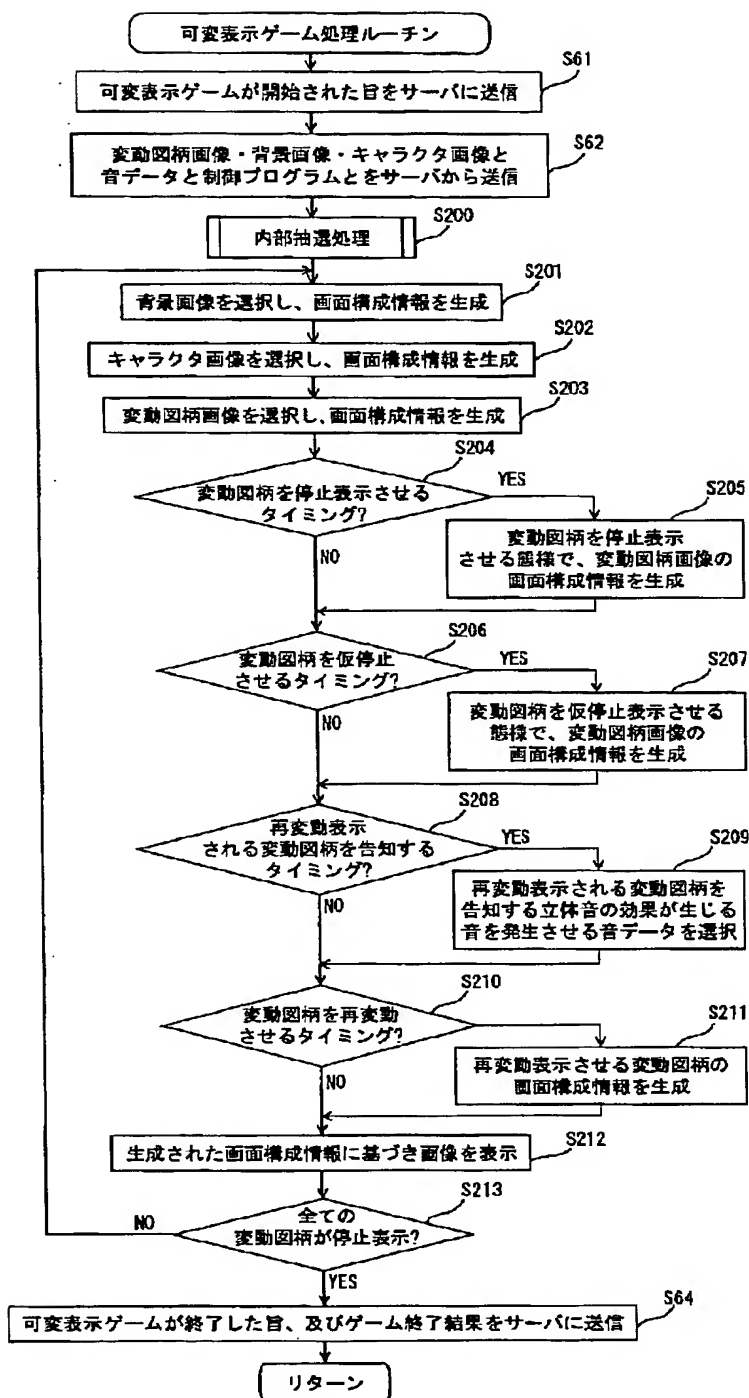 可変表示ゲーム処理ルーチン
S61
可変表示ゲームが開始された旨をサーバに送信
S62
変動図柄画像・背景画像・キャラクタ画像と
音データと制御プログラムとをサーバから送信
S200
内部抽選処理
S201
背景画像を選択し、画面構成情報を生成
S202
キャラクタ画像を選択し、画面構成情報を生成
S203
変動図柄画像を選択し、画面構成情報を生成
S204
変動図柄を停止表示させる
タイミング?
YES
NO
S205
変動図柄を停止表示
させる態様で、変動図柄画像の
画面構成情報を生成
S206
変動図柄を仮停止
させるタイミング?
YES
NO
S207
変動図柄を仮停止表示させる
態様で、変動図柄画像の
画面構成情報を生成
S208
再変動表示
される変動図柄を告知する
タイミング?
YES
NO
S209
再変動表示される変動図柄を
告知する立体音の効果が生じる
音を発生させる音データを選択
S210
変動図柄を再変動
させるタイミング?
NO
S211
再変動表示させる変動図柄の
画面構成情報を生成
S212
生成された画面構成情報に基づき画像を表示
S213
全ての
変動図柄が停止表示?
NO
YES
S64
可変表示ゲームが終了した旨、及びゲーム終了結果をサーバに送信
リターン